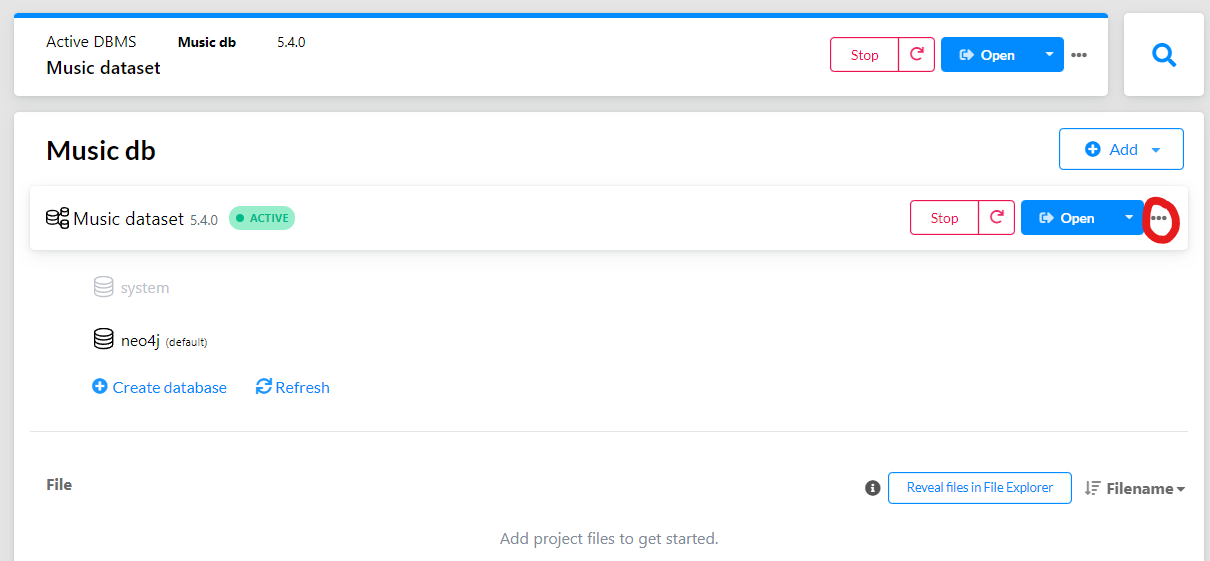 Active DBMS Music db 5.4.0
Music dataset
Stop Open
Music db
Add
Music dataset 5.4.0 ACTIVE
Stop Open
system
neo4j (default)
Create database Refresh
File
Reveal files in File Explorer Filename
Add project files to get started.